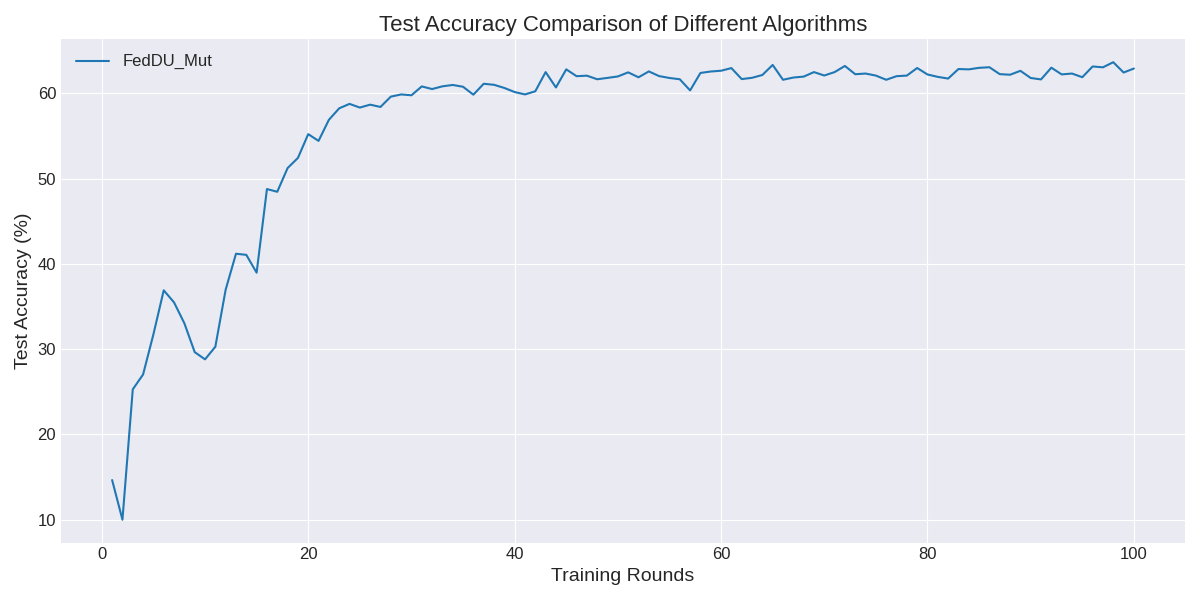 Test Accuracy Comparison of Different Algorithms
FedDU_Mut
60
50
40
30
20
10
Test Accuracy (%)
0 20 40 60 80 100
Training Rounds